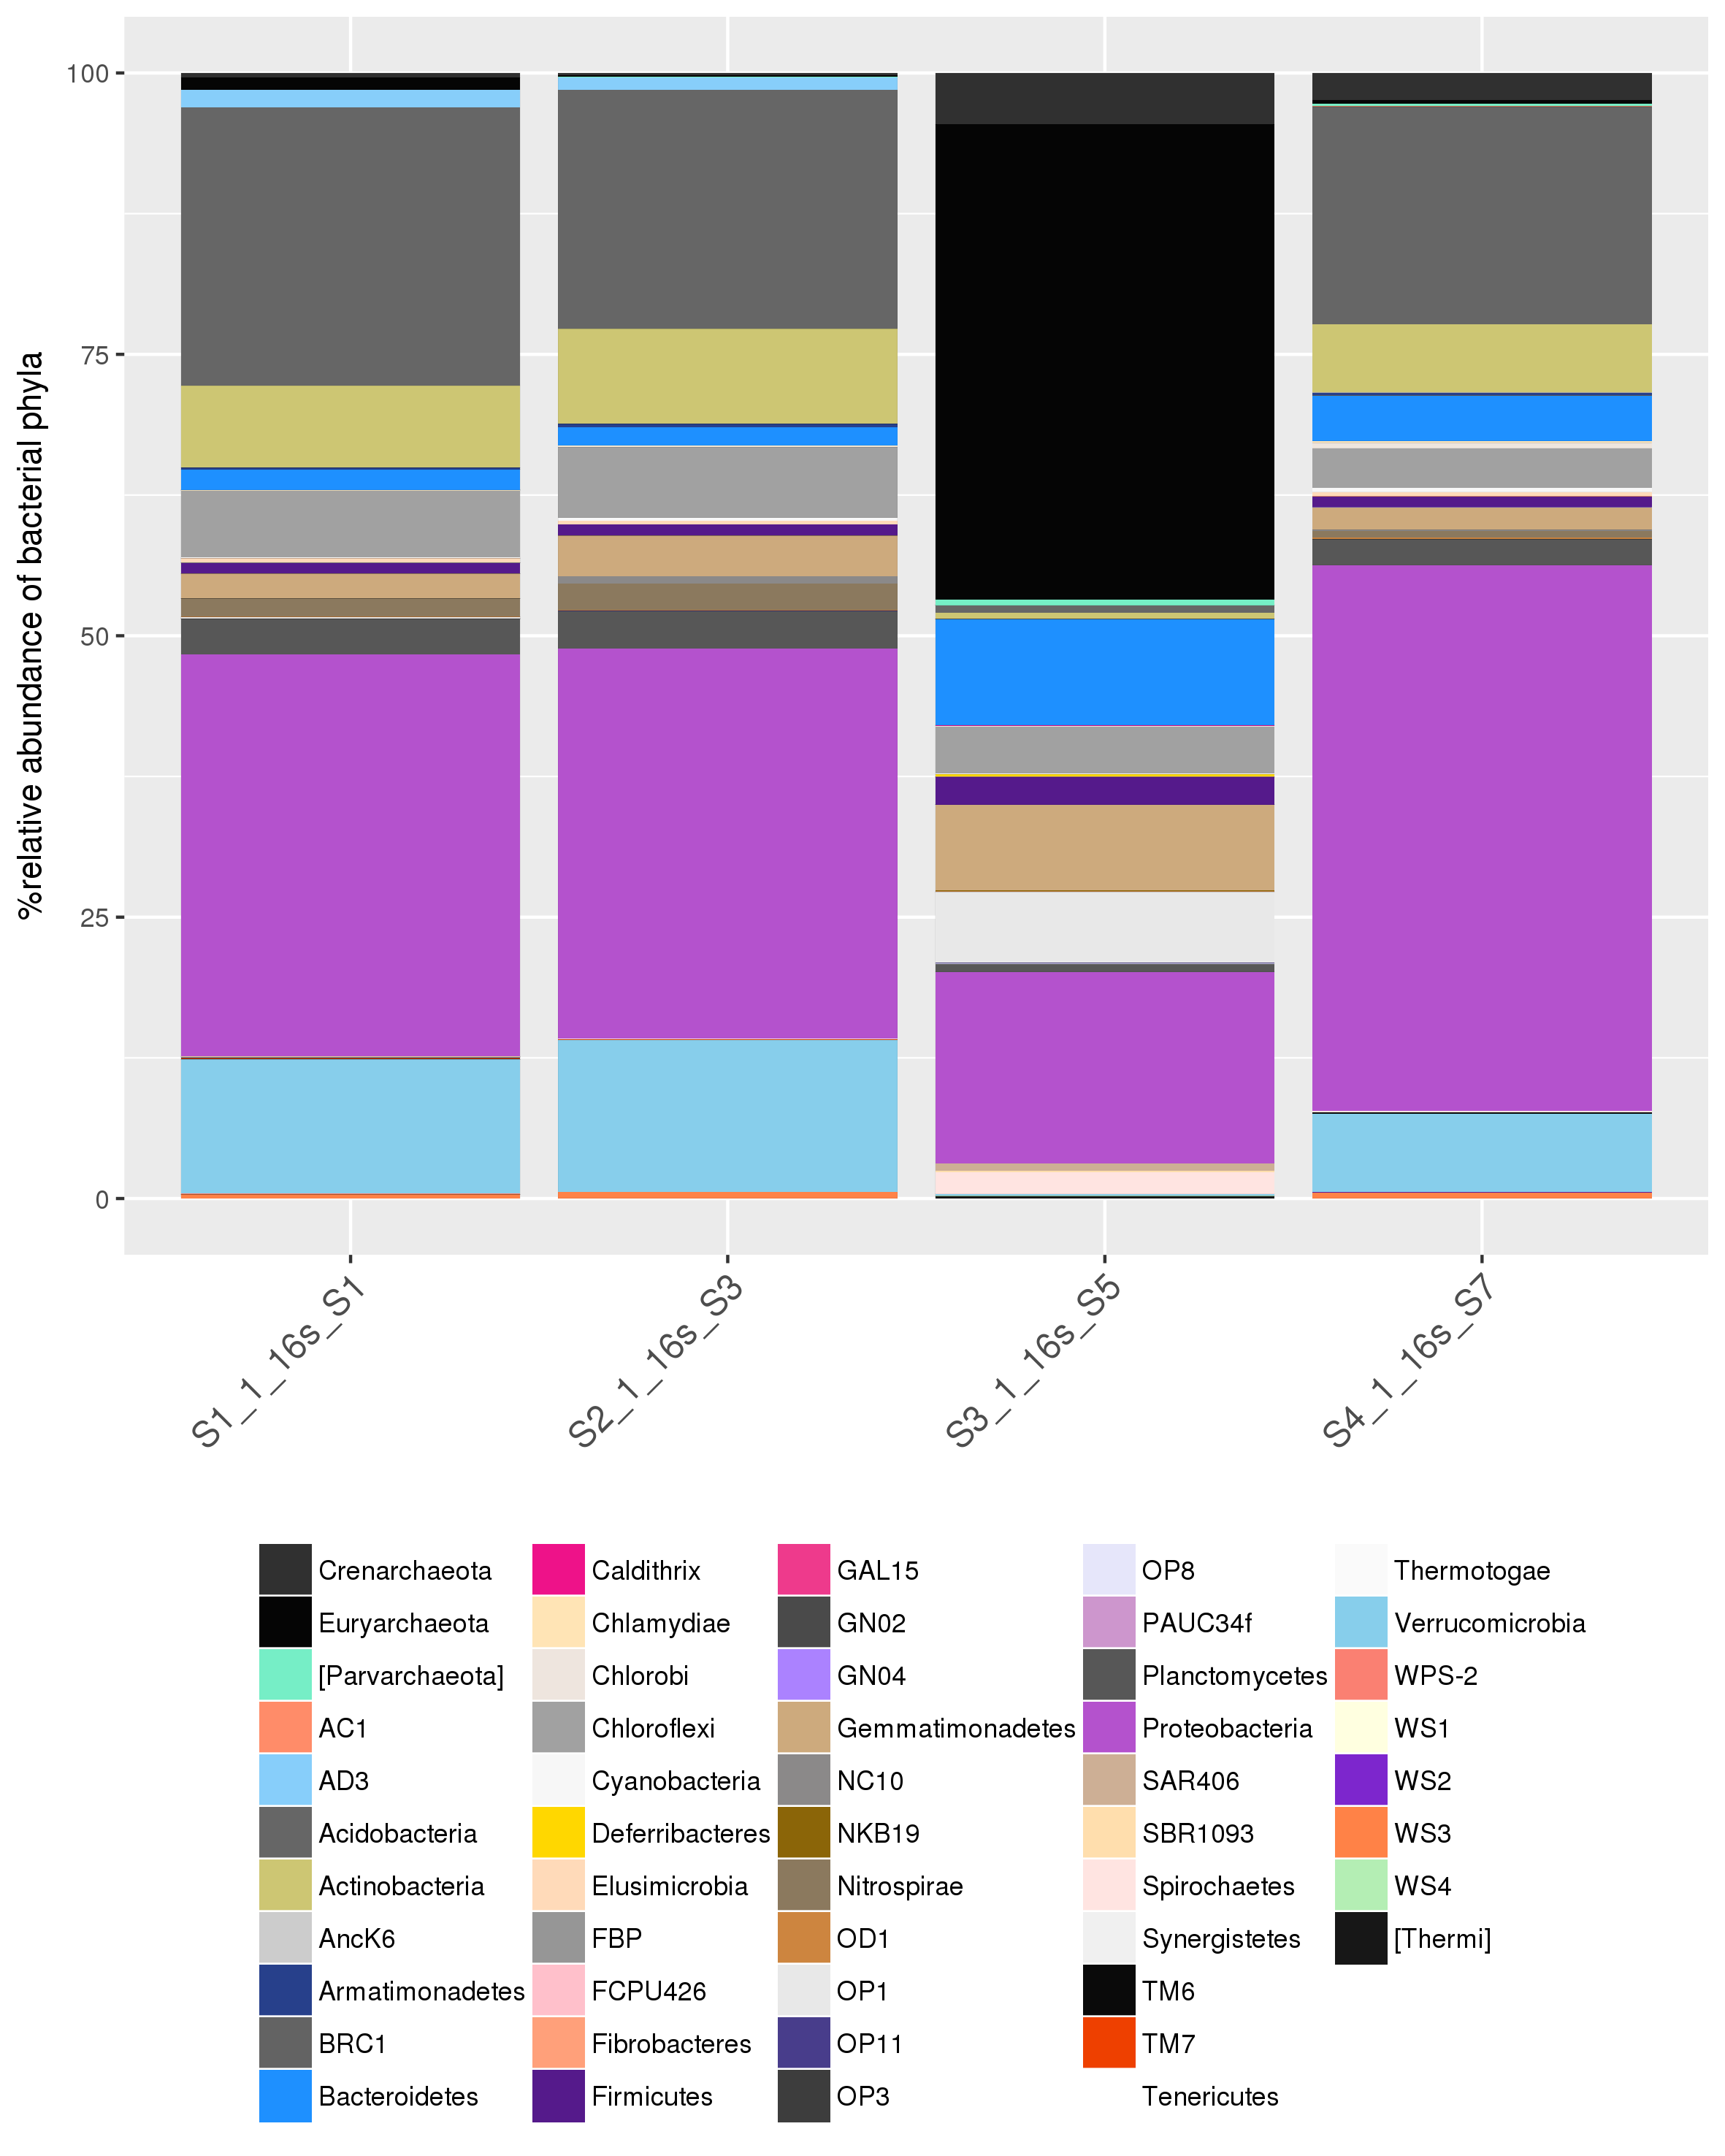 %relative abundance of bacterial phyla
100
75
50
25
0
S1_1_16s_S1
S2_1_16s_S3
S3_1_16s_S5
S4_1_16s_S7
Crenarchaeota
Euryarchaeota
[Parvarchaeota]
AC1
AD3
Acidobacteria
Actinobacteria
AncK6
Armatimonadetes
BRC1
Bacteroidetes
Caldithrix
Chlamydiae
Chlorobi
Chloroflexi
Cyanobacteria
Deferribacteres
Elusimicrobia
FBP
FCPU426
Fibrobacteres
Firmicutes
GAL15
GN02
GN04
Gemmatimonadetes
NC10
NKB19
Nitrospirae
OD1
OP1
OP11
OP3
OP8
PAUC34f
Planctomycetes
Proteobacteria
SAR406
SBR1093
Spirochaetes
Synergistetes
TM6
TM7
Tenericutes
Thermotogae
Verrucomicrobia
WPS-2
WS1
WS2
WS3
WS4
[Thermi]